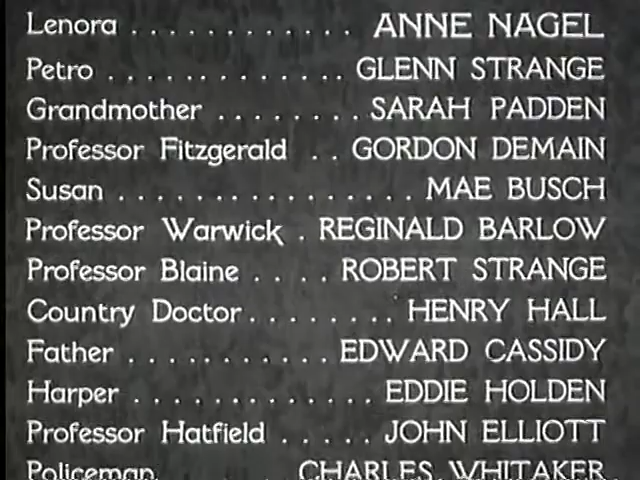 Lenora . . . . . . . . . . . . ANNE NAGEL
Petro . . . . . . . . . . . . . GLENN STRANGE
Grandmother . . . . . . . . SARAH PADDEN
Professor Fitzgerald . . GORDON DEMAIN
Susan . . . . . . . . . . . . . . . . MAE BUSCH
Professor Warwick . REGINALD BARLOW
Professor Blaine . . . . ROBERT STRANGE
Country Doctor . . . . . . . . HENRY HALL
Father . . . . . . . . . . . EDWARD CASSIDY
Harper . . . . . . . . . . . . . EDDIE HOLDEN
Professor Hatfield . . . . . JOHN ELLIOTT
Policeman. CHARLES WHITAKER